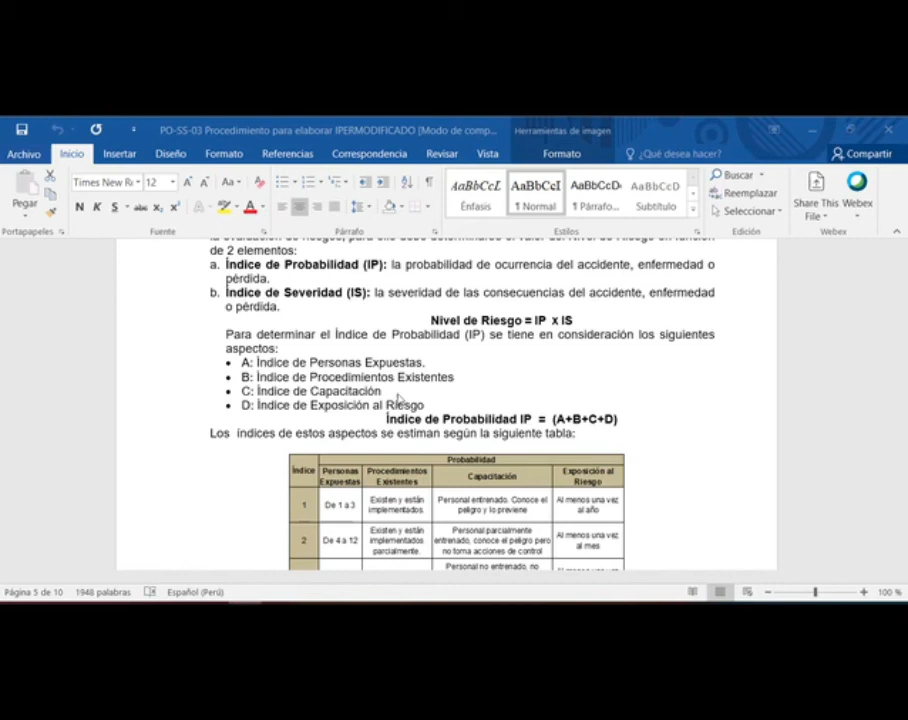 PO-SS-03 Procedimiento para elaborar IPERMODIFICADO [Modo de comp...
Herramientas de imagen
Archivo Inicio Insertar Diseño Formato Referencias Correspondencia Revisar Vista Formato ¿Qué desea hacer? Compartir
Pegar
Times New R 12 Aa
N K S abc x₂ x² A
AaBbCcL AaBbCcI AaBbCcD AaBbCcD
Énfasis ¶ Normal ¶ Párrafo... Subtítulo
Buscar
Reemplazar
Seleccionar
Share This File Webex
Portapapeles Fuente Párrafo Estilos Edición Webex
de 2 elementos:
a. Índice de Probabilidad (IP): la probabilidad de ocurrencia del accidente, enfermedad o
pérdida.
b. Índice de Severidad (IS): la severidad de las consecuencias del accidente, enfermedad
o pérdida.
Nivel de Riesgo = IP x IS
Para determinar el Índice de Probabilidad (IP) se tiene en consideración los siguientes
aspectos:
• A: Índice de Personas Expuestas.
• B: Índice de Procedimientos Existentes
• C: Índice de Capacitación
• D: Índice de Exposición al Riesgo
Índice de Probabilidad IP = (A+B+C+D)
Los índices de estos aspectos se estiman según la siguiente tabla:
Probabilidad
Índice
Personas Expuestas
Procedimientos Existentes
Capacitación
Exposición al Riesgo
1
De 1 a 3
Existen y están
implementados
Personal entrenado. Conoce el
peligro y lo previene
Al menos una vez
al año
2
De 4 a 12
Existen y están
implementados
parcialmente.
Personal parcialmente
entrenado, conoce el peligro pero
no toma acciones de control
Al menos una vez
al mes
Personal no entrenado, no
Página 5 de 10 1948 palabras Español (Perú) 100 %